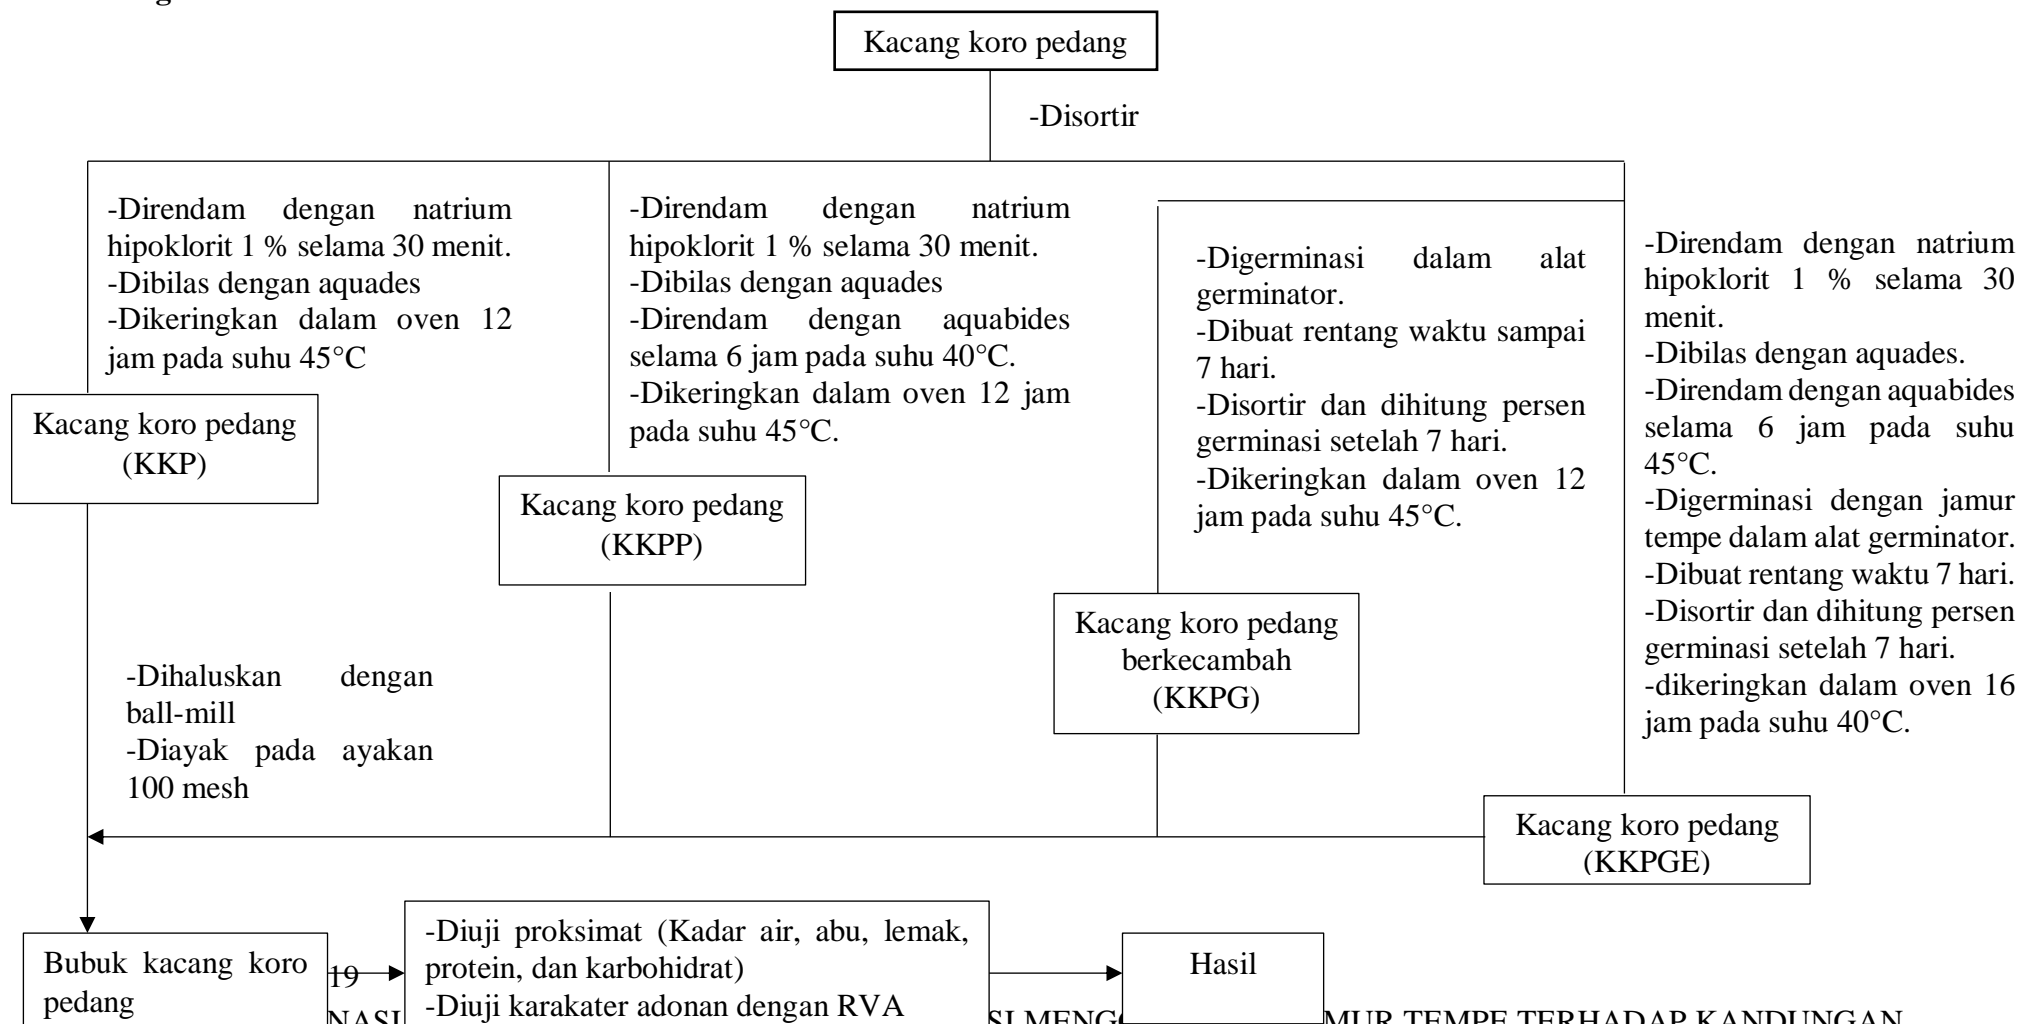 Kacang koro pedang
-Disortir
-Direndam dengan natrium
hipoklorit 1 % selama 30 menit.
-Dibilas dengan aquades
-Dikeringkan dalam oven 12
jam pada suhu 45°C
Kacang koro pedang
(KKP)
-Direndam dengan natrium
hipoklorit 1 % selama 30 menit.
-Dibilas dengan aquades
-Direndam dengan aquabides
selama 6 jam pada suhu 40°C.
-Dikeringkan dalam oven 12 jam
pada suhu 45°C.
Kacang koro pedang
(KKPP)
-Digerminasi dalam alat
germinator.
-Dibuat rentang waktu sampai
7 hari.
-Disortir dan dihitung persen
germinasi setelah 7 hari.
-Dikeringkan dalam oven 12
jam pada suhu 45°C.
Kacang koro pedang
berkecambah
(KKPG)
-Direndam dengan natrium
hipoklorit 1 % selama 30
menit.
-Dibilas dengan aquades.
-Direndam dengan aquabides
selama 6 jam pada suhu
45°C.
-Digerminasi dengan jamur
tempe dalam alat germinator.
-Dibuat rentang waktu 7 hari.
-Disortir dan dihitung persen
germinasi setelah 7 hari.
-dikeringkan dalam oven 16
jam pada suhu 40°C.
Kacang koro pedang
(KKPGE)
-Dihaluskan dengan
ball-mill
-Diayak pada ayakan
100 mesh
Bubuk kacang koro
pedang
19
-Diuji proksimat (Kadar air, abu, lemak,
protein, dan karbohidrat)
-Diuji karakater adonan dengan RVA
Hasil
NASI SI MENG MUR TEMPE TERHADAP KANDUNGAN